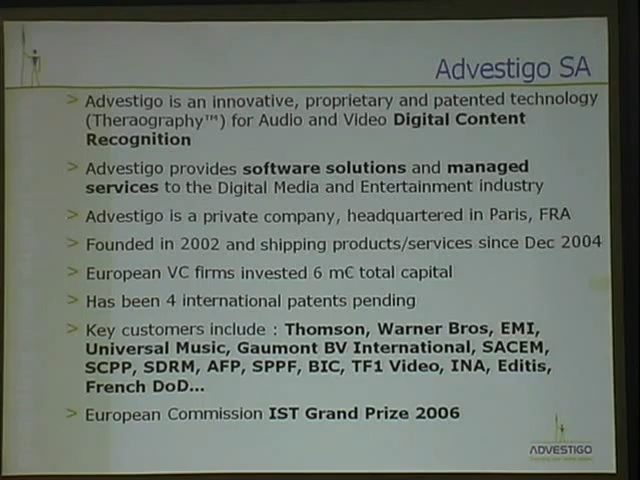 Advestigo SA
> Advestigo is an innovative, proprietary and patented technology
(Theraography™) for Audio and Video Digital Content
Recognition
> Advestigo provides software solutions and managed
services to the Digital Media and Entertainment industry
> Advestigo is a private company, headquartered in Paris, FRA
> Founded in 2002 and shipping products/services since Dec 2004
> European VC firms invested 6 m€ total capital
> Has been 4 international patents pending
> Key customers include : Thomson, Warner Bros, EMI,
Universal Music, Gaumont BV International, SACEM,
SCPP, SDRM, AFP, SPPF, BIC, TF1 Video, INA, Editis,
French DoD...
> European Commission IST Grand Prize 2006
ADVESTIGO